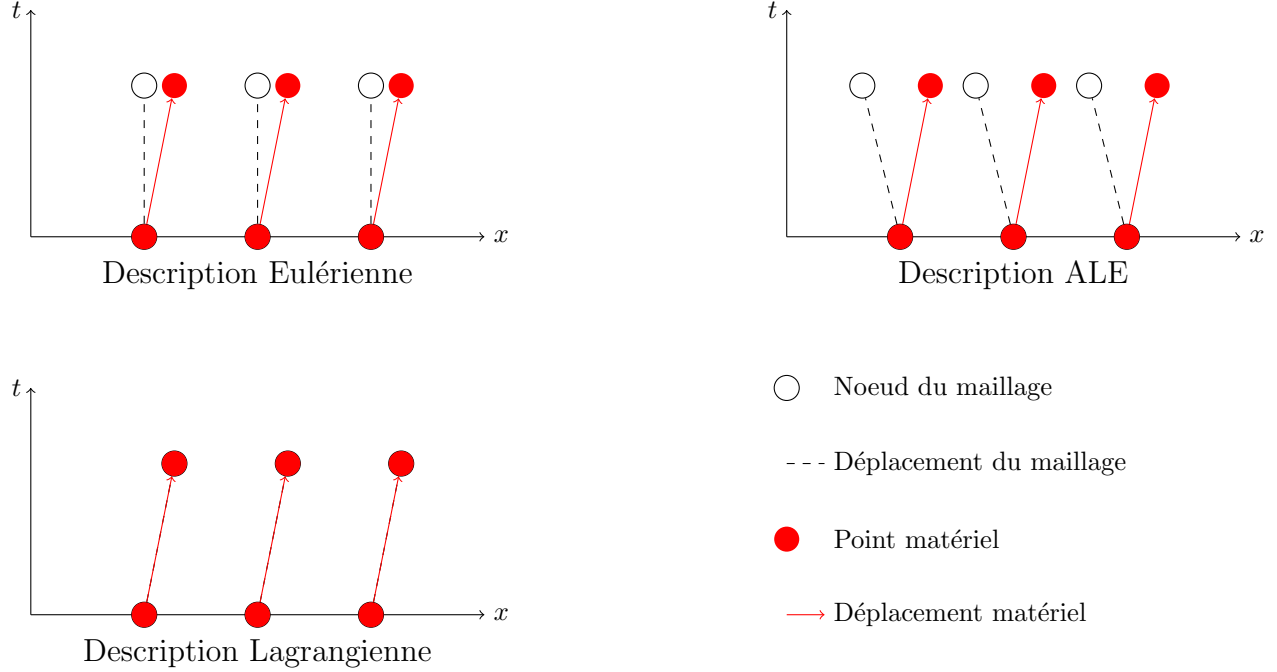 t
x
Description Eulérienne
t
x
Description ALE
t
x
Description Lagrangienne
Noeud du maillage
Déplacement du maillage
Point matériel
Déplacement matériel